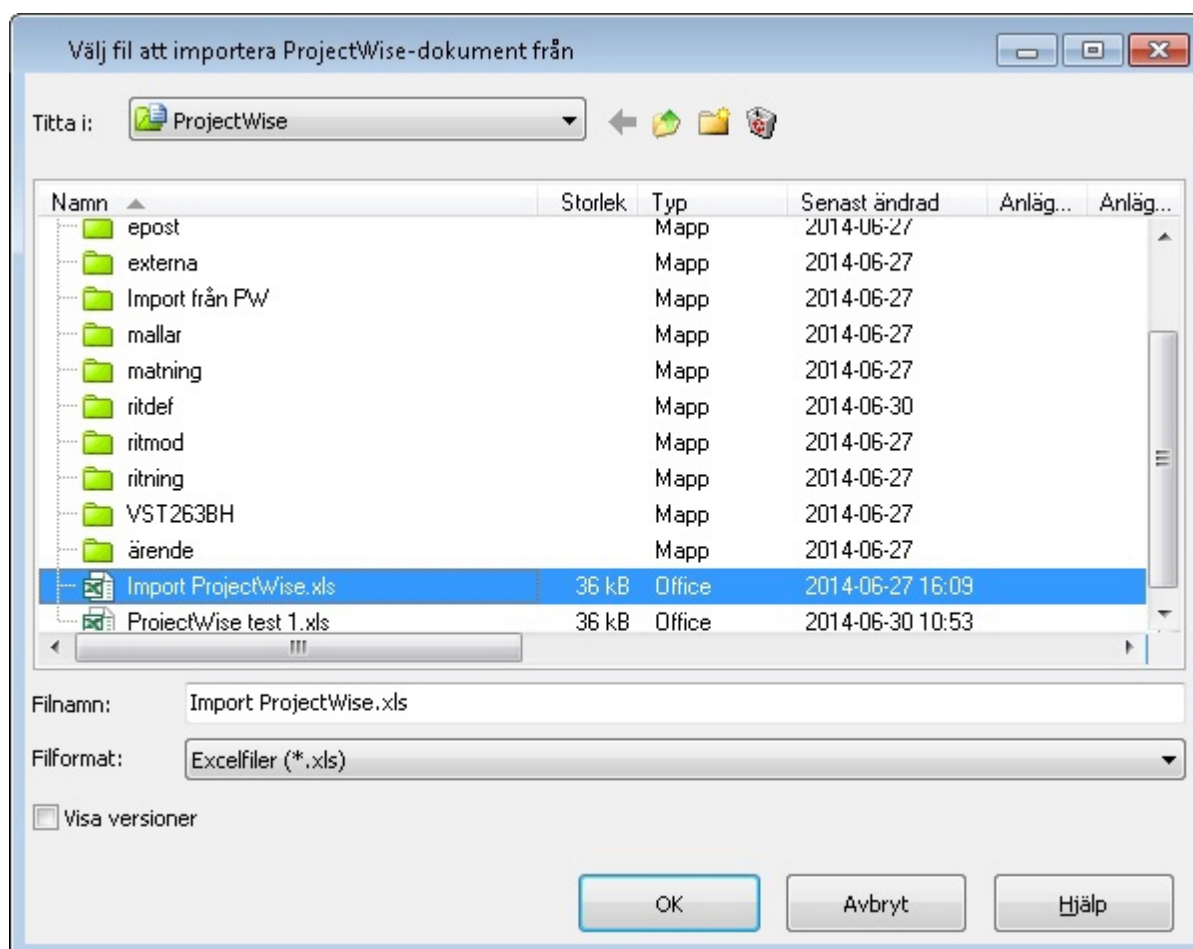 Välj fil att importera ProjectWise-dokument från
Titta i: ProjectWise
Namn Storlek Typ Senast ändrad Anläg... Anläg...
epost Mapp 2014-06-27
externa Mapp 2014-06-27
Import från PW Mapp 2014-06-27
mallar Mapp 2014-06-27
matning Mapp 2014-06-27
ritdef Mapp 2014-06-30
ritmod Mapp 2014-06-27
ritning Mapp 2014-06-27
VST263BH Mapp 2014-06-27
ärende Mapp 2014-06-27
Import ProjectWise.xls 36 kB Office 2014-06-27 16:09
ProjectWise test 1.xls 36 kB Office 2014-06-30 10:53
Filnamn: Import ProjectWise.xls
Filformat: Excelfiler (*.xls)
Visa versioner
OK Avbryt Hjälp